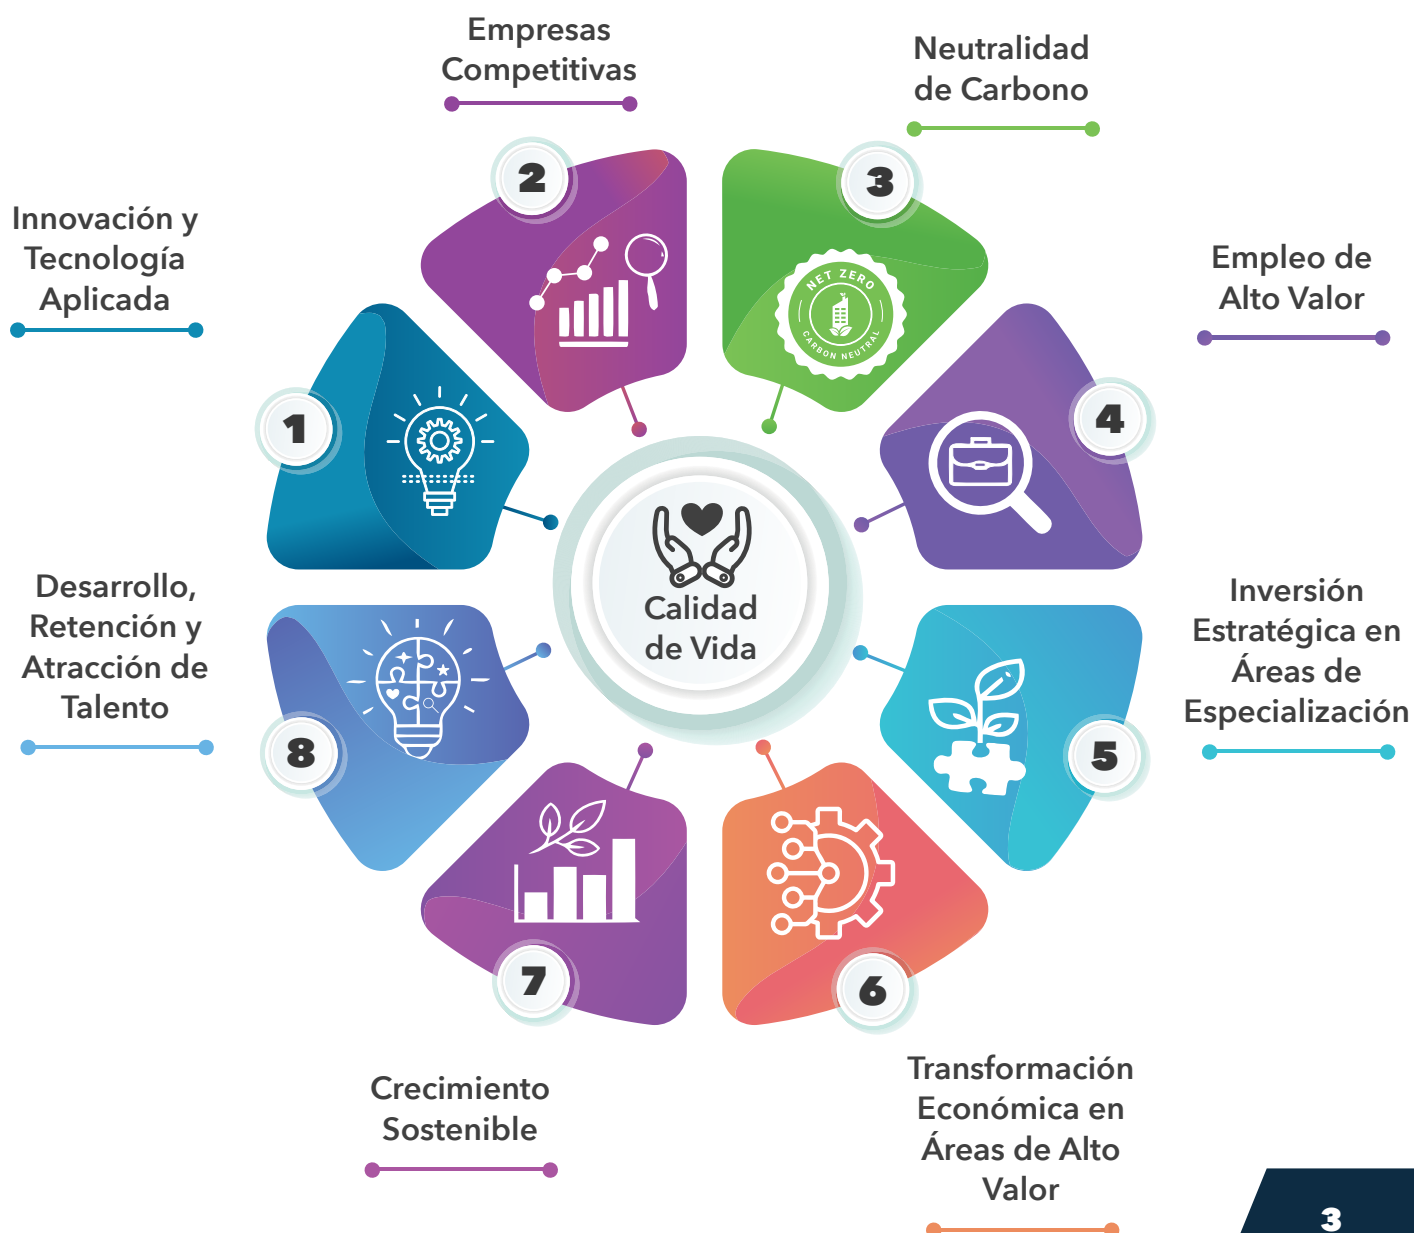 Empresas
Competitivas
2
Neutralidad
de Carbono
3
NET ZERO
CARBON NEUTRAL
Innovación y
Tecnología
Aplicada
1
Empleo de
Alto Valor
4
Calidad
de Vida
Desarrollo,
Retención y
Atracción de
Talento
8
Inversión
Estratégica en
Áreas de
Especialización
5
7
Crecimiento
Sostenible
6
Transformación
Económica en
Áreas de Alto
Valor
3